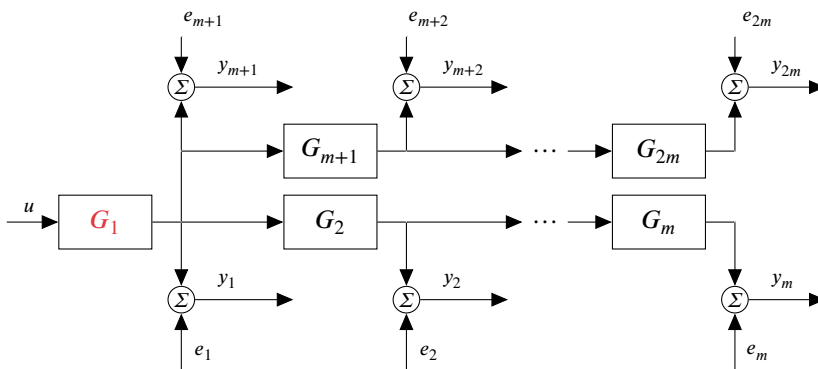 e_{m+1} e_{m+2} e_{2m}
y_{m+1} y_{m+2} y_{2m}
Σ Σ Σ
G_{m+1} ··· G_{2m}
u G_1 G_2 ··· G_m
y_1 y_2 y_m
Σ Σ Σ
e_1 e_2 e_m